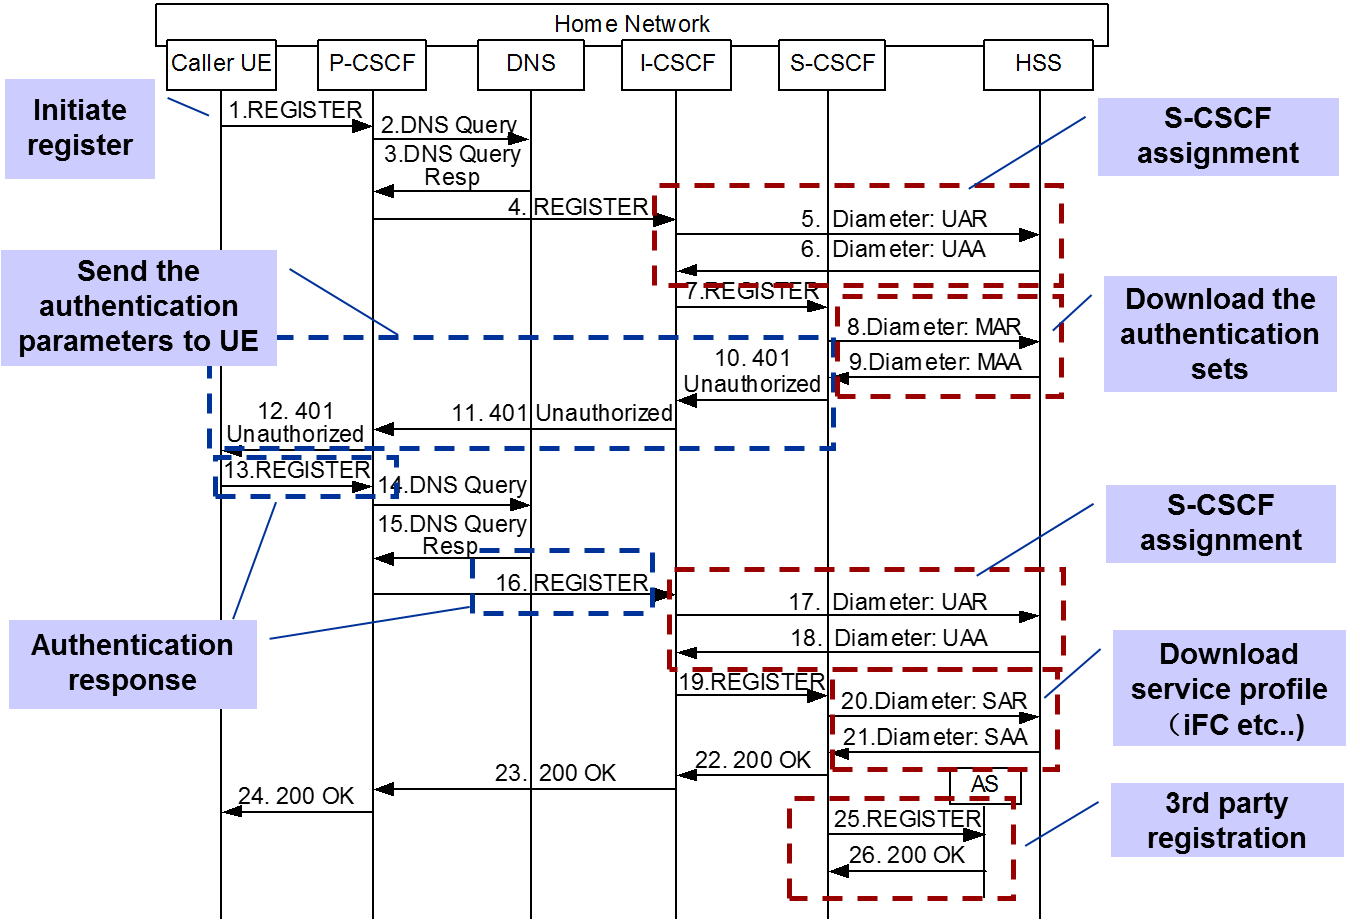 Home Network
Caller UE
P-CSCF
DNS
I-CSCF
S-CSCF
HSS
Initiate
register
1.REGISTER
2.DNS Query
3.DNS Query
Resp
4. REGISTER
S-CSCF
assignment
5. Diameter: UAR
6. Diameter: UAA
Send the
authentication
parameters to UE
7.REGISTER
Download the
authentication
sets
8.Diameter: MAR
9.Diameter: MAA
10. 401
Unauthorized
11. 401 Unauthorized
12. 401
Unauthorized
13.REGISTER
14.DNS Query
15.DNS Query
Resp
16. REGISTER
S-CSCF
assignment
17. Diameter: UAR
18. Diameter: UAA
Authentication
response
19.REGISTER
20.Diameter: SAR
21.Diameter: SAA
Download
service profile
（iFC etc..)
22. 200 OK
23. 200 OK
24. 200 OK
AS
25.REGISTER
26. 200 OK
3rd party
registration